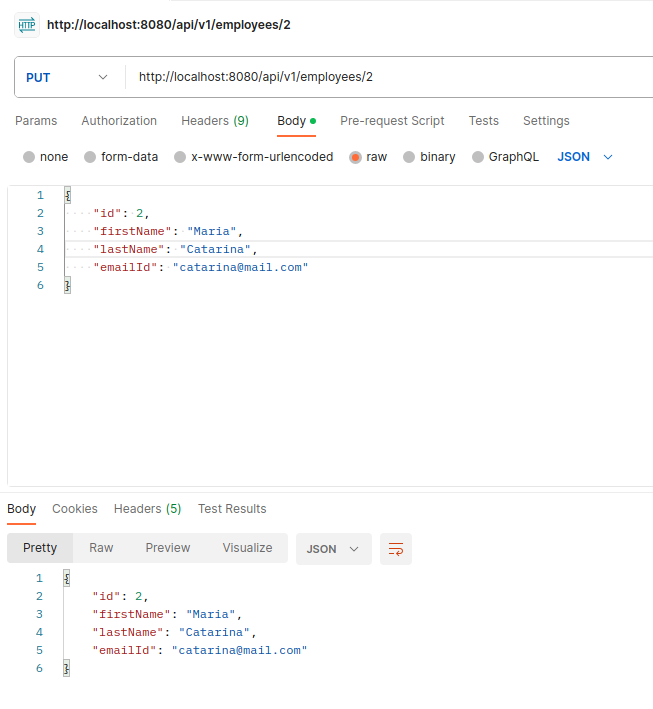 HTTP http://localhost:8080/api/v1/employees/2
PUT http://localhost:8080/api/v1/employees/2
Params Authorization Headers (9) Body Pre-request Script Tests Settings
none form-data x-www-form-urlencoded raw binary GraphQL JSON
1 {
2 "id": 2,
3 "firstName": "Maria",
4 "lastName": "Catarina",
5 "emailId": "catarina@mail.com"
6 }
Body Cookies Headers (5) Test Results
Pretty Raw Preview Visualize JSON
1 {
2 "id": 2,
3 "firstName": "Maria",
4 "lastName": "Catarina",
5 "emailId": "catarina@mail.com"
6 }